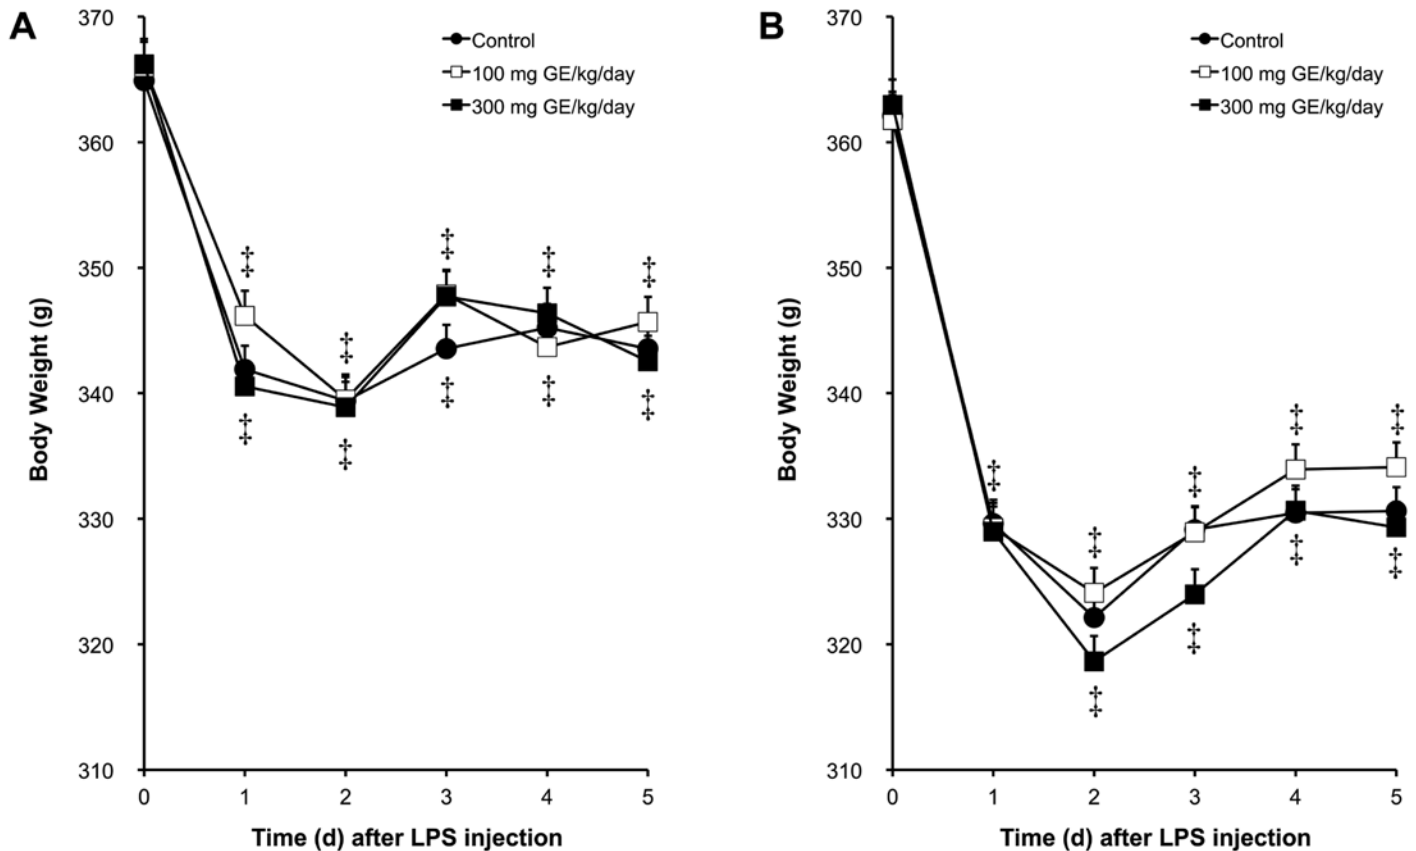 A
370
360
350
340
330
320
310
Body Weight (g)
Control
100 mg GE/kg/day
300 mg GE/kg/day
‡ ‡ ‡ ‡ ‡
‡ ‡ ‡ ‡ ‡
0 1 2 3 4 5
Time (d) after LPS injection
B
370
360
350
340
330
320
310
Body Weight (g)
Control
100 mg GE/kg/day
300 mg GE/kg/day
‡ ‡ ‡ ‡ ‡
‡ ‡ ‡ ‡
0 1 2 3 4 5
Time (d) after LPS injection